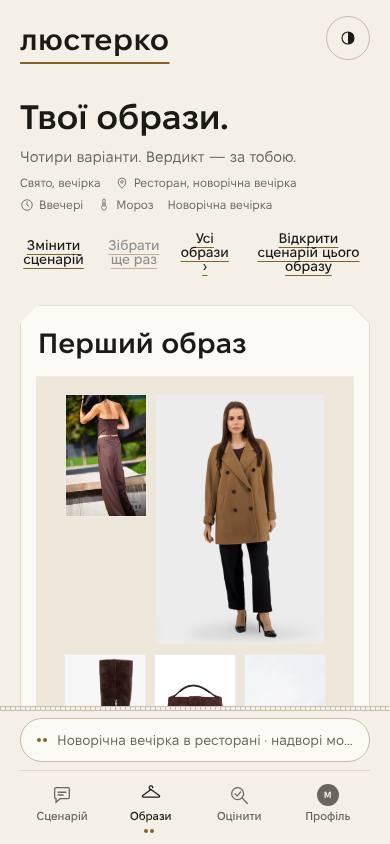 люстерко
Твої образи.
Чотири варіанти. Вердикт — за тобою.
Свято, вечірка Ресторан, новорічна вечірка
Ввечері Мороз Новорічна вечірка
Змінити сценарій
Зібрати ще раз
Усі образи ›
Відкрити сценарій цього образу
Перший образ
Новорічна вечірка в ресторані · надворі мо...
Сценарій Образи Оцінити М Профіль